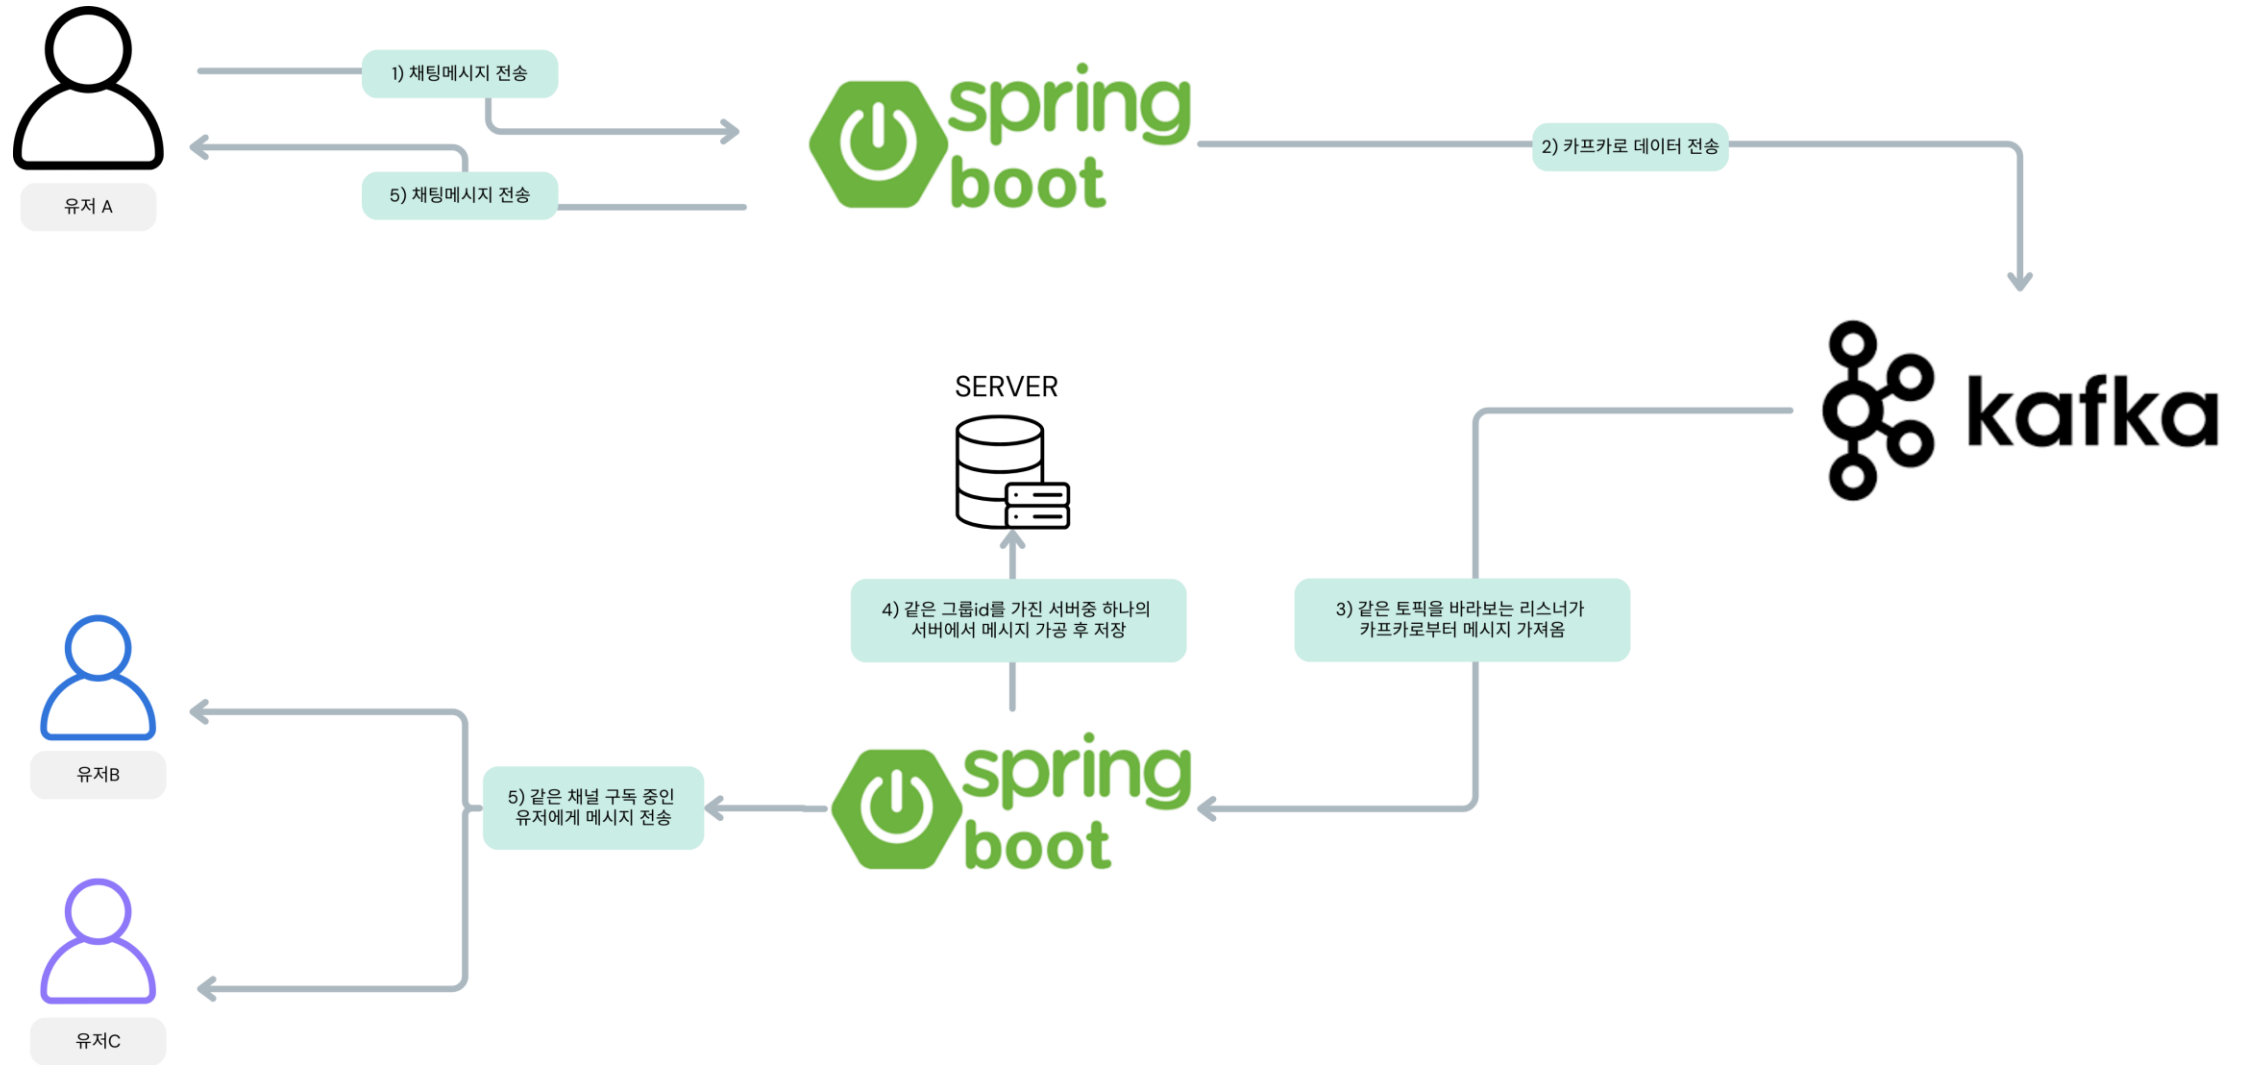 1) 채팅메시지 전송
5) 채팅메시지 전송
유저 A
spring
boot
2) 카프카로 데이터 전송
kafka
SERVER
4) 같은 그룹id를 가진 서버중 하나의
서버에서 메시지 가공 후 저장
3) 같은 토픽을 바라보는 리스너가
카프카로부터 메시지 가져옴
spring
boot
5) 같은 채널 구독 중인
유저에게 메시지 전송
유저B
유저C